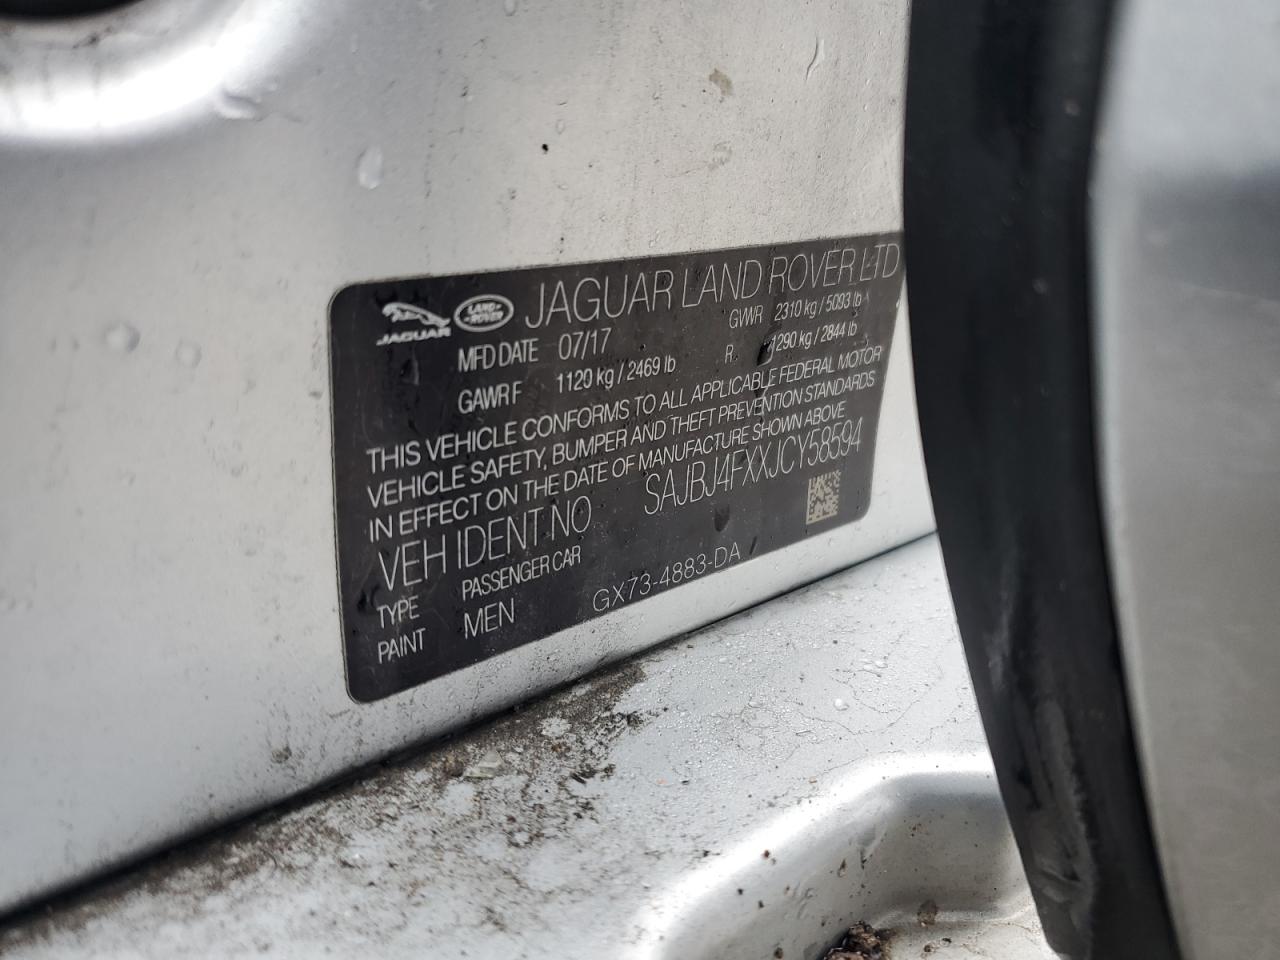 JAGUAR LAND ROVER JAGUAR LAND ROVER LTD
MFD DATE 07/17 GVWR 2310 kg / 5093 lb
GAWR F 1120 kg / 2469 lb R. 1290 kg / 2844 lb
THIS VEHICLE CONFORMS TO ALL APPLICABLE FEDERAL MOTOR
VEHICLE SAFETY, BUMPER AND THEFT PREVENTION STANDARDS
IN EFFECT ON THE DATE OF MANUFACTURE SHOWN ABOVE
VEH IDENT NO SAJBJ4FXXJCY58594
TYPE PASSENGER CAR
PAINT MEN GX73-4883-DA